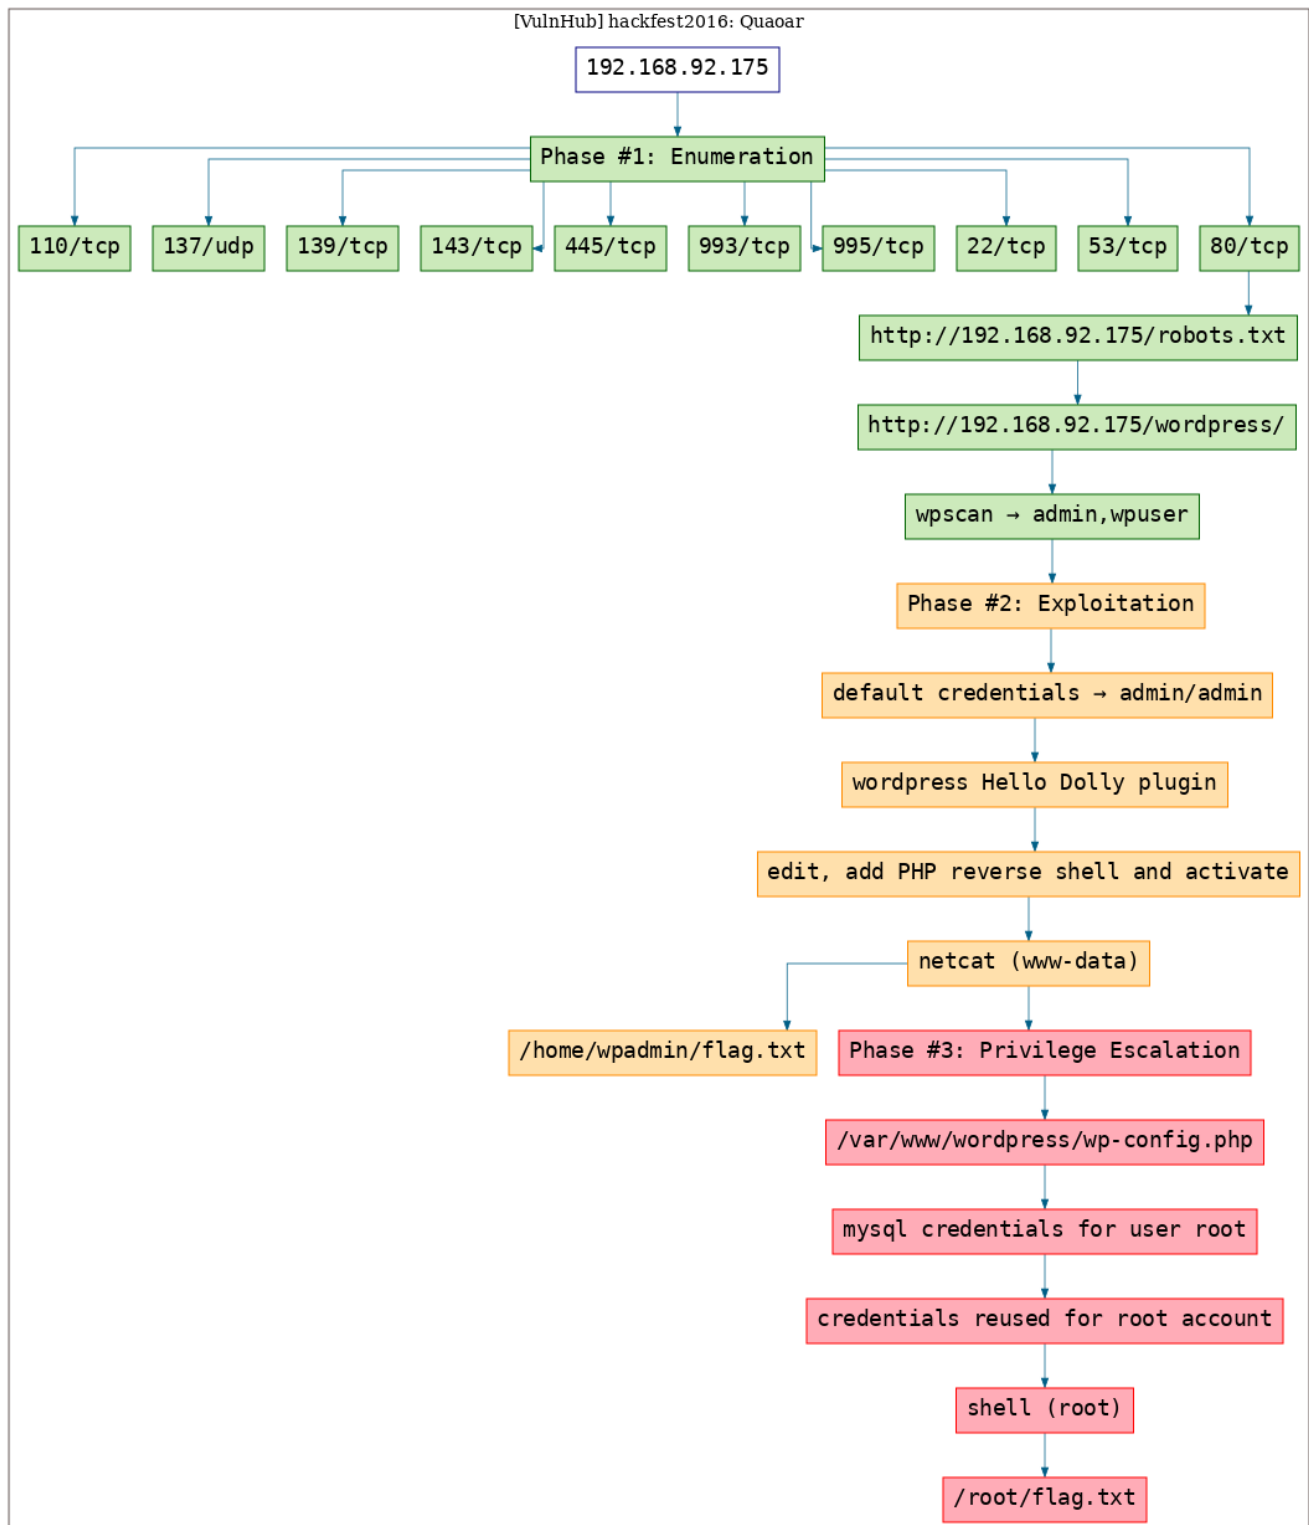 [VulnHub] hackfest2016: Quaoar
192.168.92.175
Phase #1: Enumeration
110/tcp
137/udp
139/tcp
143/tcp
445/tcp
993/tcp
995/tcp
22/tcp
53/tcp
80/tcp
http://192.168.92.175/robots.txt
http://192.168.92.175/wordpress/
wpscan → admin,wpuser
Phase #2: Exploitation
default credentials → admin/admin
wordpress Hello Dolly plugin
edit, add PHP reverse shell and activate
netcat (www-data)
/home/wpadmin/flag.txt
Phase #3: Privilege Escalation
/var/www/wordpress/wp-config.php
mysql credentials for user root
credentials reused for root account
shell (root)
/root/flag.txt